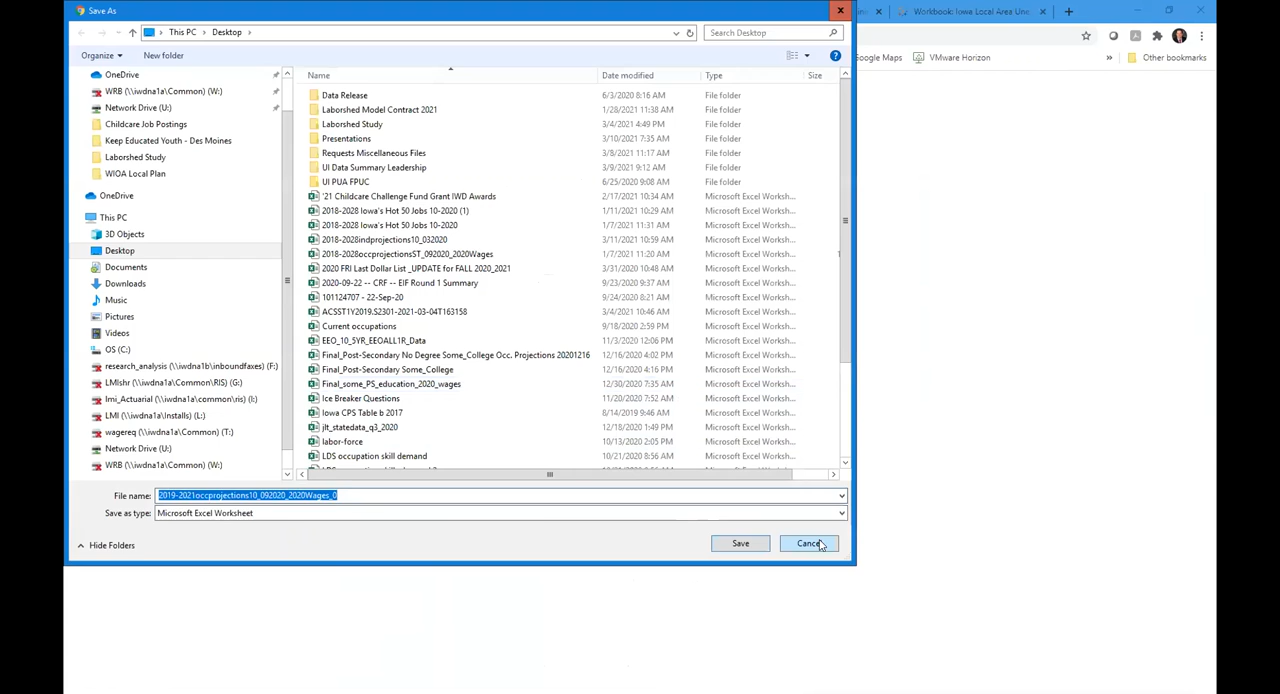 Save As
Workbook: Iowa Local Area Une
This PC > Desktop >
Search Desktop
Organize
New folder
Google Maps
VMware Horizon
»
Other bookmarks
Name
Date modified
Type
Size
OneDrive
WRB (\\iwdna1a\Common) (W:)
Network Drive (U:)
Childcare Job Postings
Keep Educated Youth - Des Moines
Laborshed Study
WIOA Local Plan
OneDrive
This PC
3D Objects
Desktop
Documents
Downloads
Music
Pictures
Videos
OS (C:)
research_analysis (\\iwdna1b\inboundfaxes) (F:)
LMIshr (\\iwdna1a\Common\RIS) (G:)
lmi_Actuarial (\\iwdna1a\common\ris) (I:)
LMI (\\iwdna1a\Installs) (L:)
wagereq (\\iwdna1a\Common) (T:)
Network Drive (U:)
WRB (\\iwdna1a\Common) (W:)
Data Release 6/3/2020 8:16 AM File folder
Laborshed Model Contract 2021 1/28/2021 11:38 AM File folder
Laborshed Study 3/4/2021 4:49 PM File folder
Presentations 3/10/2021 7:35 AM File folder
Requests Miscellaneous Files 3/8/2021 11:17 AM File folder
UI Data Summary Leadership 3/9/2021 9:12 AM File folder
UI PUA FPUC 6/25/2020 9:08 AM File folder
'21 Childcare Challenge Fund Grant IWD Awards 2/17/2021 10:34 AM Microsoft Excel Worksh...
2018-2028 Iowa's Hot 50 Jobs 10-2020 (1) 1/11/2021 10:29 AM Microsoft Excel Worksh...
2018-2028 Iowa's Hot 50 Jobs 10-2020 1/7/2021 11:31 AM Microsoft Excel Worksh...
2018-2028indprojections10_032020 3/11/2021 10:59 AM Microsoft Excel Worksh...
2018-2028occprojectionsST_092020_2020Wages 1/7/2021 11:20 AM Microsoft Excel Worksh... 1
2020 FRI Last Dollar List _UPDATE for FALL 2020_2021 3/31/2020 10:48 AM Microsoft Excel Worksh...
2020-09-22 -- CRF -- EIF Round 1 Summary 9/23/2020 9:37 AM Microsoft Excel Worksh...
101124707 - 22-Sep-20 9/24/2020 8:21 AM Microsoft Excel Worksh...
ACSST1Y2019.S2301-2021-03-04T163158 3/4/2021 10:46 AM Microsoft Excel Worksh...
Current occupations 9/18/2020 2:59 PM Microsoft Excel Worksh...
EEO_10_5YR_EEOALL1R_Data 11/3/2020 12:06 PM Microsoft Excel Worksh...
Final_Post-Secondary No Degree Some_College Occ. Projections 20201216 12/16/2020 4:02 PM Microsoft Excel Worksh...
Final_Post-Secondary Some_College 12/16/2020 4:16 PM Microsoft Excel Worksh...
Final_some_PS_education_2020_wages 12/30/2020 7:35 AM Microsoft Excel Worksh...
Ice Breaker Questions 11/20/2020 7:52 AM Microsoft Excel Worksh...
Iowa CPS Table b 2017 8/14/2019 9:46 AM Microsoft Excel Worksh...
jlt_statedata_q3_2020 12/18/2020 1:49 PM Microsoft Excel Worksh...
labor-force 10/13/2020 2:05 PM Microsoft Excel Worksh...
LDS occupation skill demand 10/21/2020 8:56 AM Microsoft Excel Worksh...
File name: 2019-2021occprojections10_092020_2020Wages_0
Save as type: Microsoft Excel Worksheet
Hide Folders
Save
Cancel